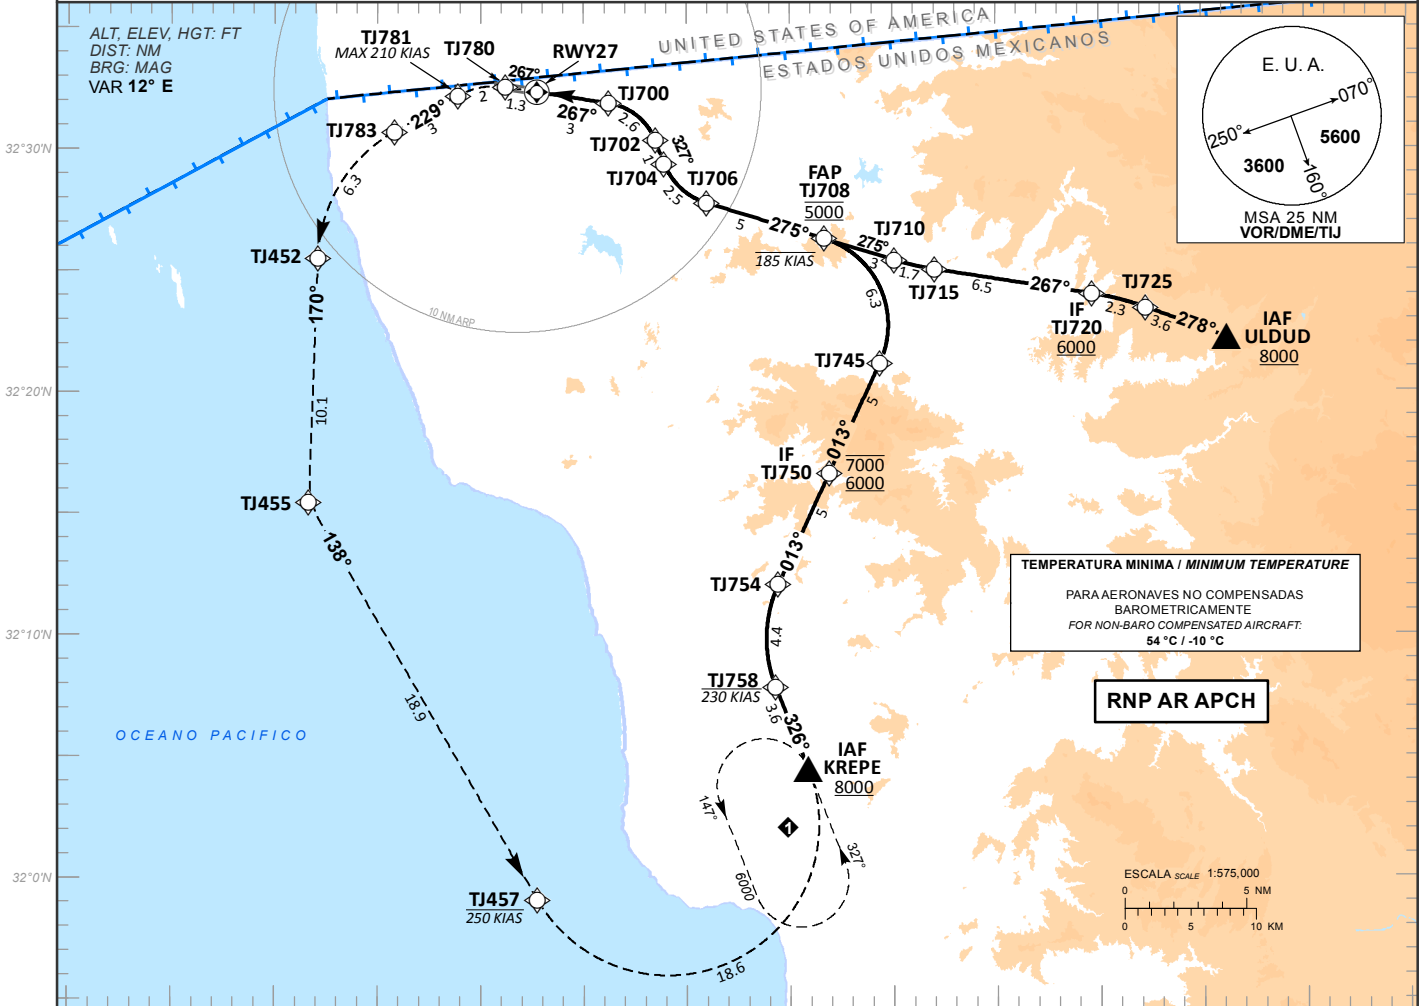 ALT, ELEV, HGT: FT
DIST: NM
BRG: MAG
VAR 12° E
TJ781
MAX 210 KIAS
TJ780
RWY27
UNITED STATES OF AMERICA
ESTADOS UNIDOS MEXICANOS
E. U. A.
070°
250°
5600
3600
160°
MSA 25 NM
VOR/DME/TIJ
267°
2
1.3
267°
3
TJ700
2.6
TJ783
229°
3
TJ702
327°
1
TJ704
TJ706
2.5
32°30'N
FAP
TJ708
5000
5
275°
185 KIAS
TJ710
275°
3
1.7
TJ715
6.5
267°
TJ725
IF
TJ720
6000
2.3
3.6
278°
IAF
ULDUD
8000
6.3
TJ452
10 NM ARP
6.3
170°
TJ745
5
32°20'N
10.1
013°
IF
TJ750
7000
6000
TJ455
5
138°
013°
TJ754
TEMPERATURA MINIMA / MINIMUM TEMPERATURE
PARA AERONAVES NO COMPENSADAS
BAROMETRICAMENTE
FOR NON-BARO COMPENSATED AIRCRAFT:
54 °C / -10 °C
32°10'N
4.4
TJ758
230 KIAS
3.6
326°
RNP AR APCH
18.9
OCEANO PACIFICO
IAF
KREPE
8000
147°
1
327°
6000
32°0'N
TJ457
250 KIAS
18.6
ESCALA SCALE 1:575,000
0 5 NM
0 5 10 KM